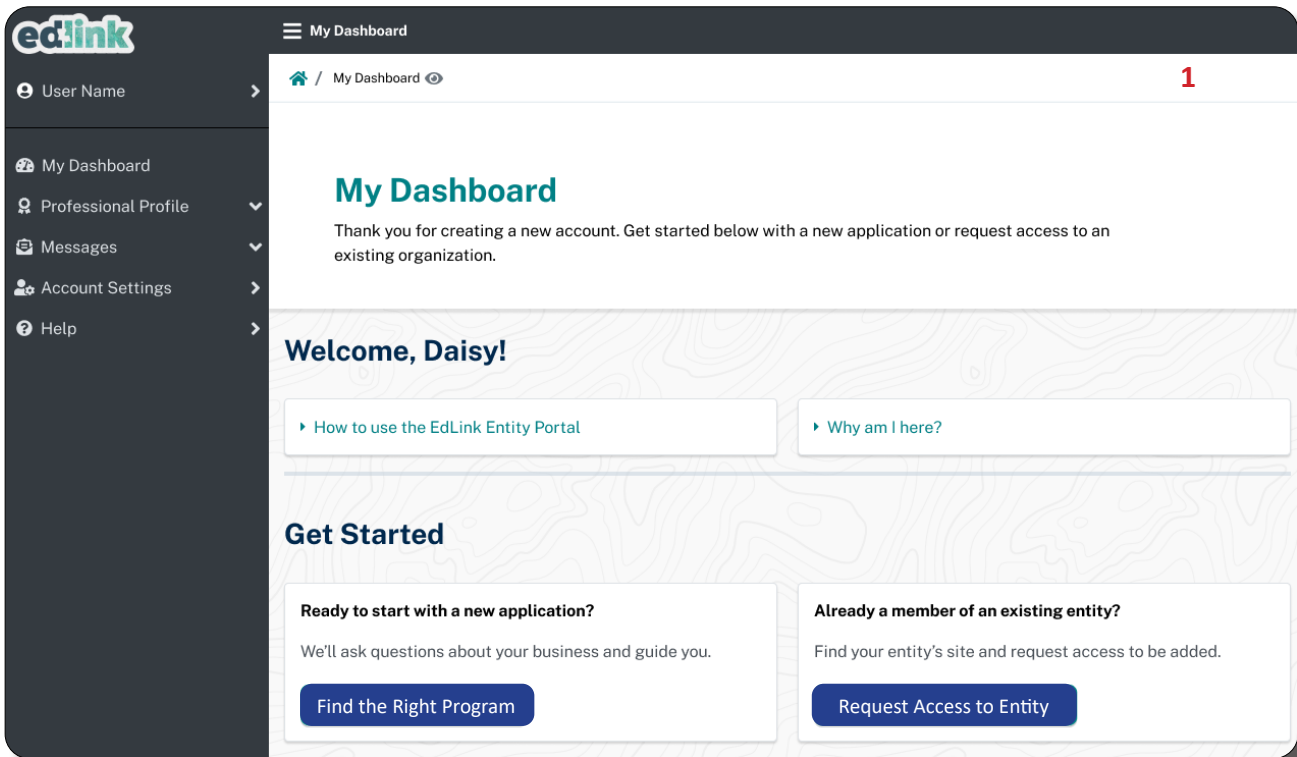 edlink
User Name
My Dashboard
Professional Profile
Messages
Account Settings
Help
My Dashboard
/ My Dashboard
1
My Dashboard
Thank you for creating a new account. Get started below with a new application or request access to an
existing organization.
Welcome, Daisy!
How to use the EdLink Entity Portal
Why am I here?
Get Started
Ready to start with a new application?
We'll ask questions about your business and guide you.
Find the Right Program
Already a member of an existing entity?
Find your entity's site and request access to be added.
Request Access to Entity